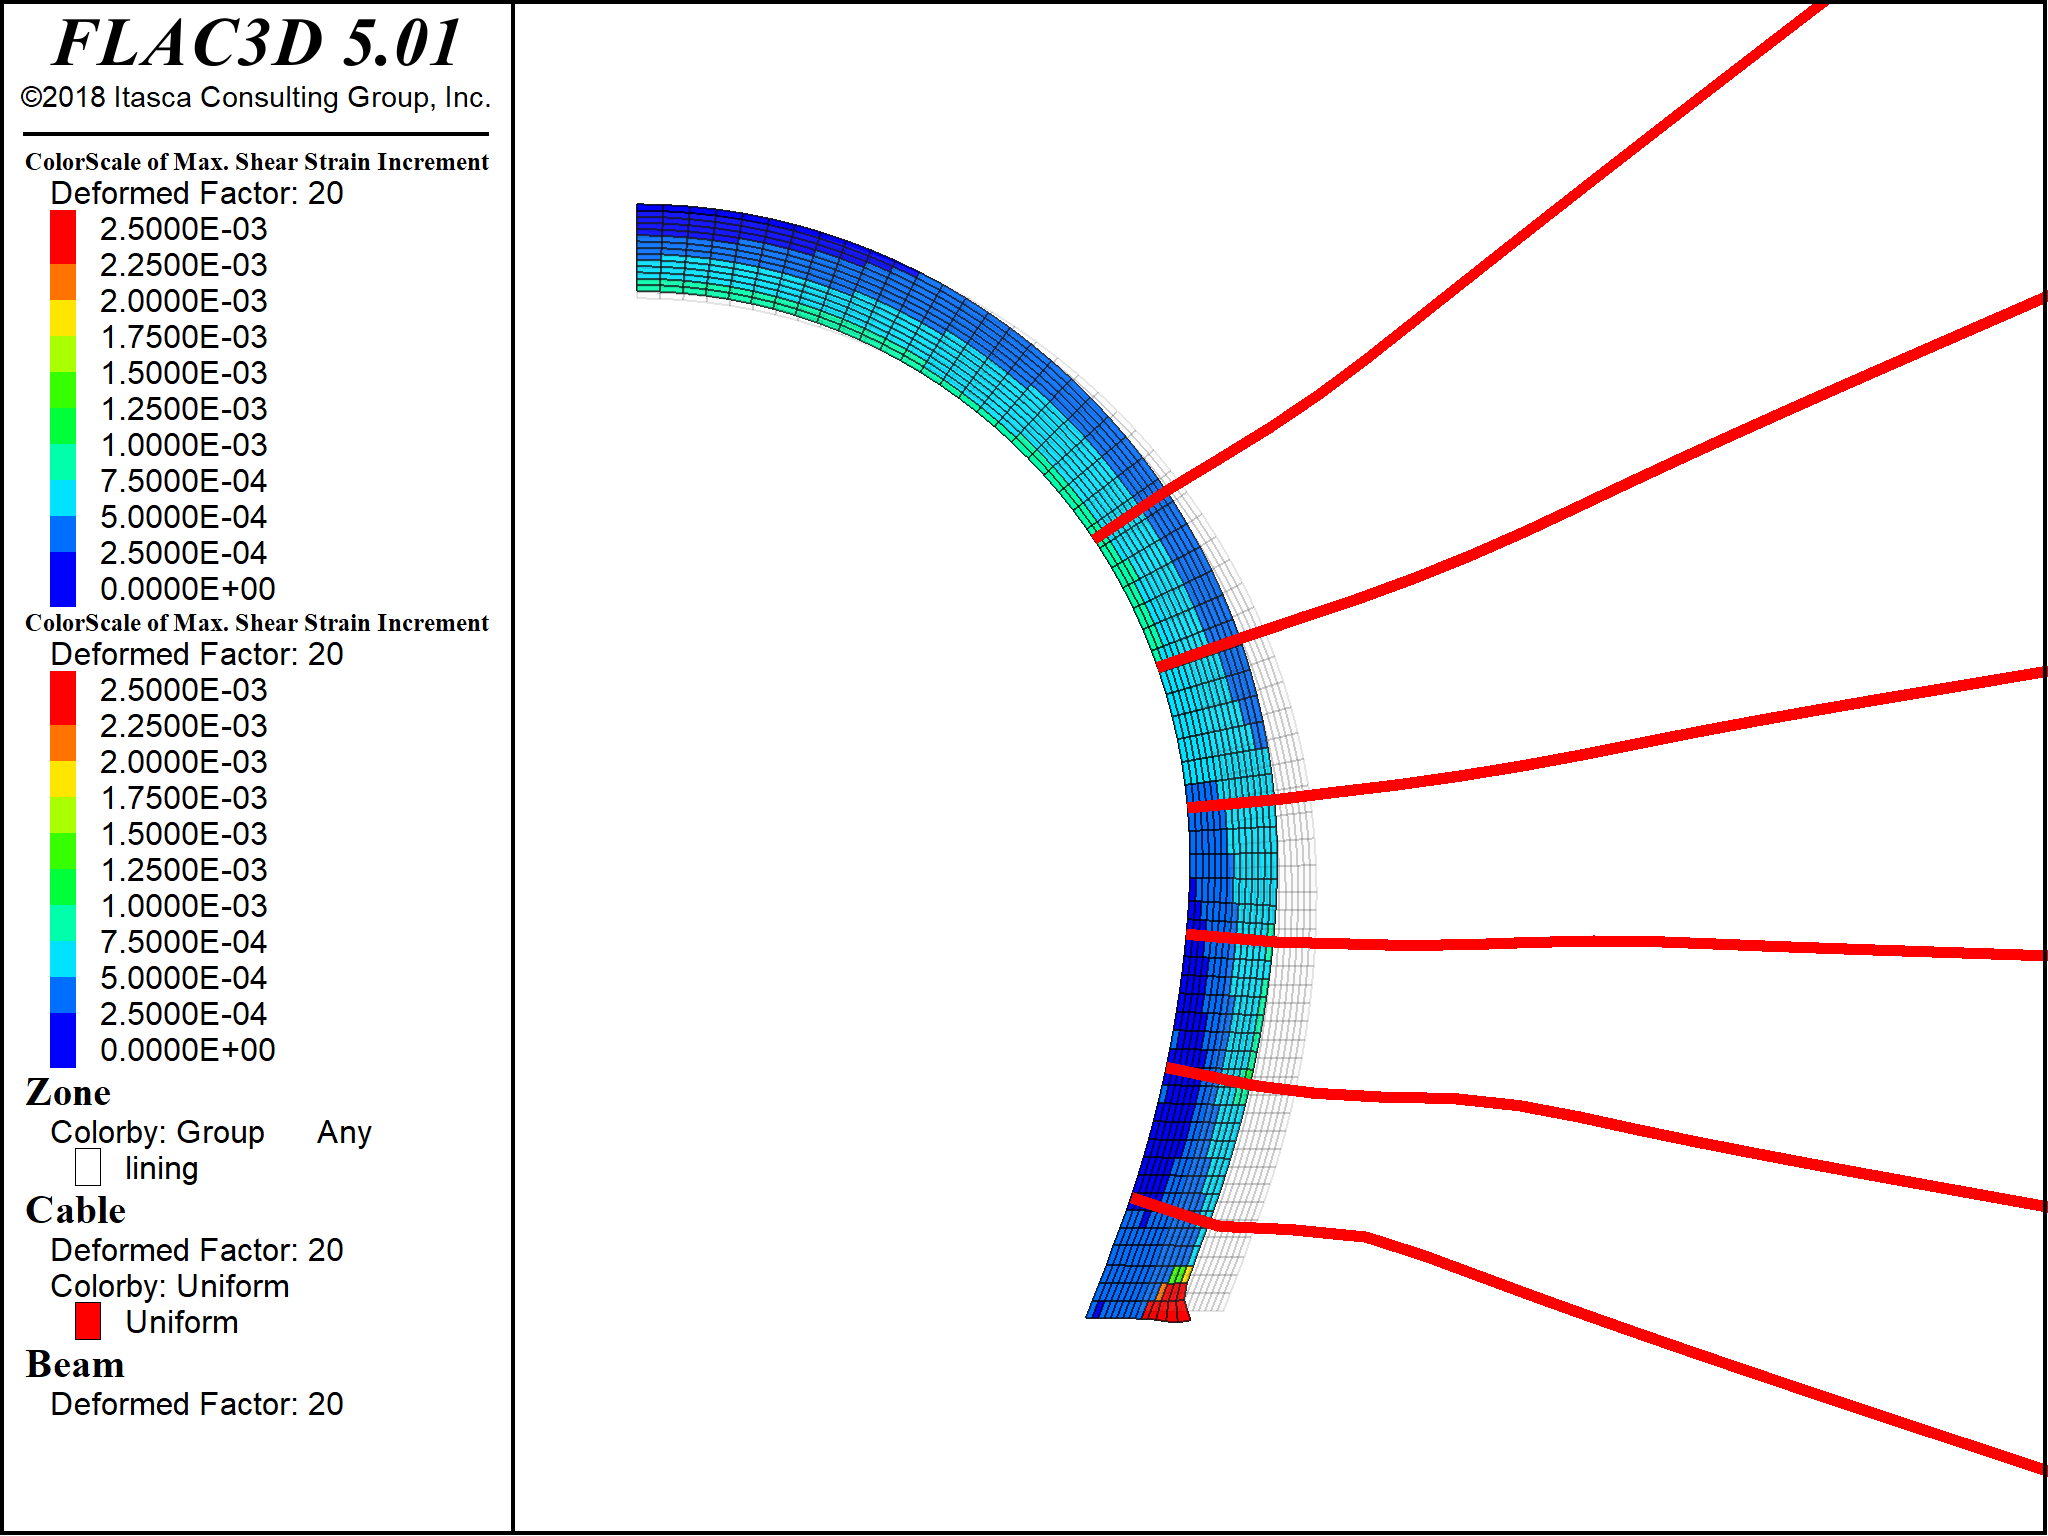 FLAC3D 5.01
©2018 Itasca Consulting Group, Inc.
ColorScale of Max. Shear Strain Increment
Deformed Factor: 20
2.5000E-03
2.2500E-03
2.0000E-03
1.7500E-03
1.5000E-03
1.2500E-03
1.0000E-03
7.5000E-04
5.0000E-04
2.5000E-04
0.0000E+00
ColorScale of Max. Shear Strain Increment
Deformed Factor: 20
2.5000E-03
2.2500E-03
2.0000E-03
1.7500E-03
1.5000E-03
1.2500E-03
1.0000E-03
7.5000E-04
5.0000E-04
2.5000E-04
0.0000E+00
Zone
Colorby: Group Any
lining
Cable
Deformed Factor: 20
Colorby: Uniform
Uniform
Beam
Deformed Factor: 20